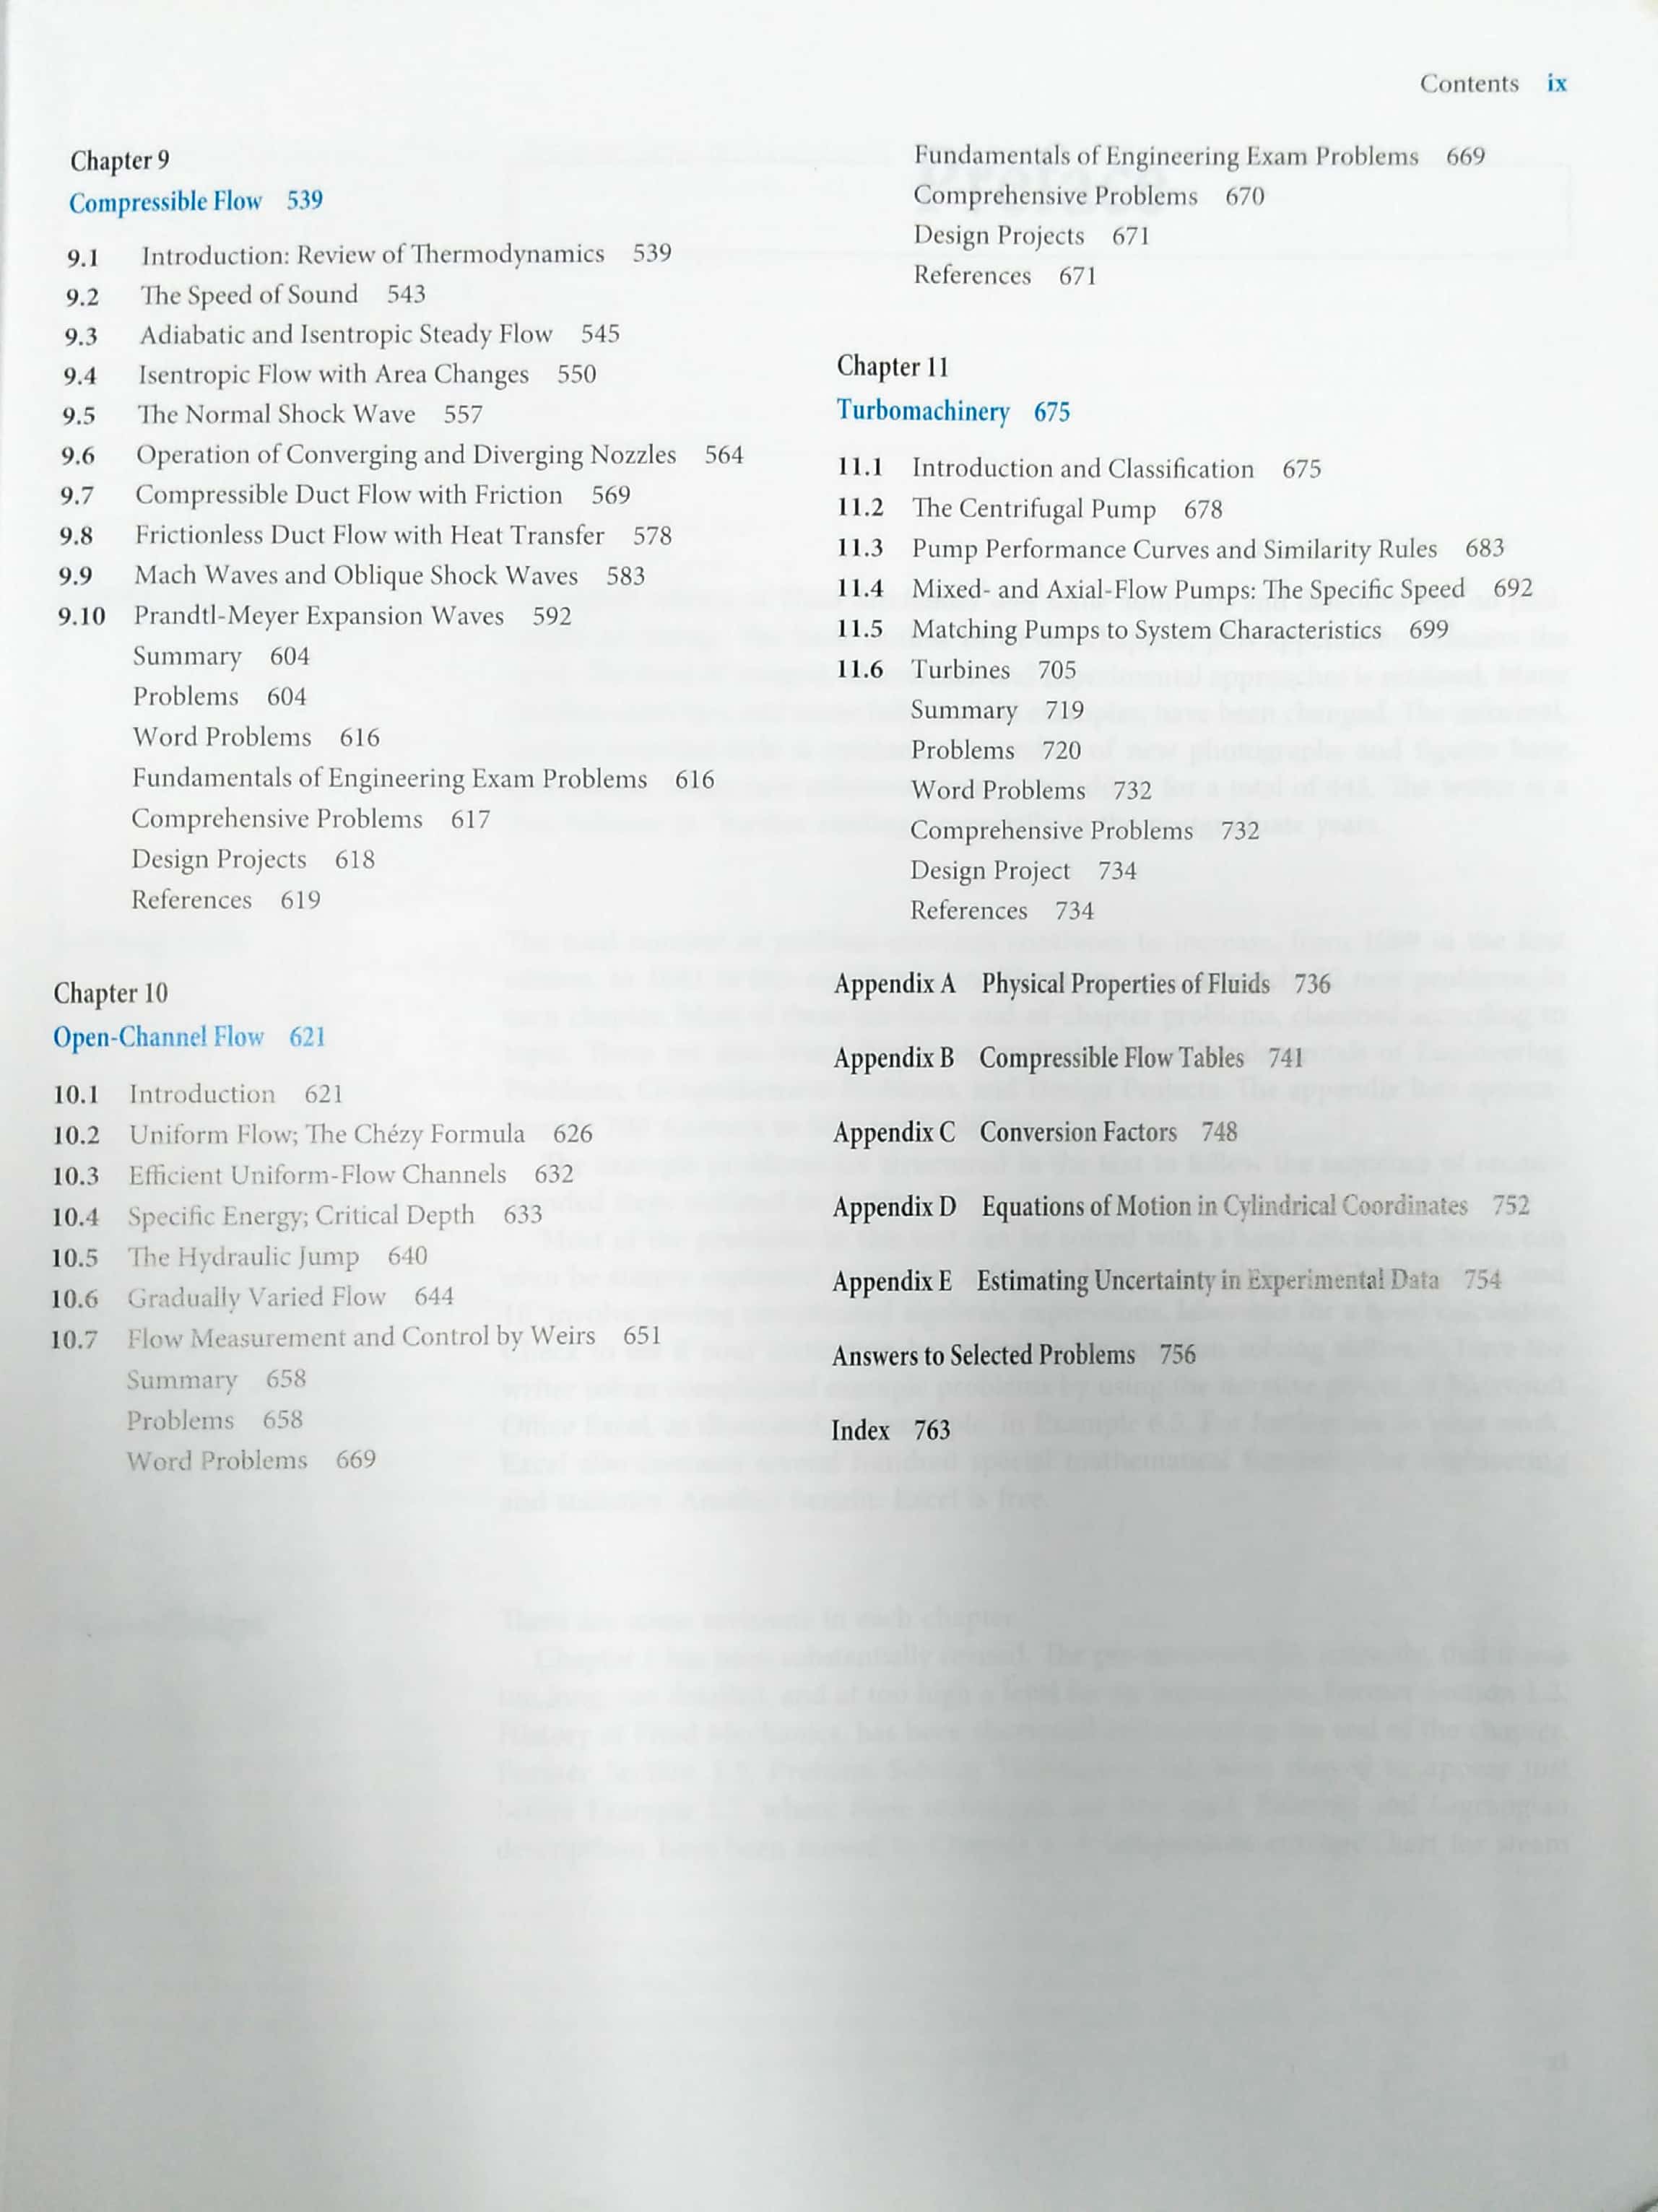 Contents ix
Chapter 9
Compressible Flow 539
9.1 Introduction: Review of Thermodynamics 539
9.2 The Speed of Sound 543
9.3 Adiabatic and Isentropic Steady Flow 545
9.4 Isentropic Flow with Area Changes 550
9.5 The Normal Shock Wave 557
9.6 Operation of Converging and Diverging Nozzles 564
9.7 Compressible Duct Flow with Friction 569
9.8 Frictionless Duct Flow with Heat Transfer 578
9.9 Mach Waves and Oblique Shock Waves 583
9.10 Prandtl-Meyer Expansion Waves 592
Summary 604
Problems 604
Word Problems 616
Fundamentals of Engineering Exam Problems 616
Comprehensive Problems 617
Design Projects 618
References 619
Chapter 10
Open-Channel Flow 621
10.1 Introduction 621
10.2 Uniform Flow; The Chézy Formula 626
10.3 Efficient Uniform-Flow Channels 632
10.4 Specific Energy; Critical Depth 633
10.5 The Hydraulic Jump 640
10.6 Gradually Varied Flow 644
10.7 Flow Measurement and Control by Weirs 651
Summary 658
Problems 658
Word Problems 669
Fundamentals of Engineering Exam Problems 669
Comprehensive Problems 670
Design Projects 671
References 671
Chapter 11
Turbomachinery 675
11.1 Introduction and Classification 675
11.2 The Centrifugal Pump 678
11.3 Pump Performance Curves and Similarity Rules 683
11.4 Mixed- and Axial-Flow Pumps: The Specific Speed 692
11.5 Matching Pumps to System Characteristics 699
11.6 Turbines 705
Summary 719
Problems 720
Word Problems 732
Comprehensive Problems 732
Design Project 734
References 734
Appendix A Physical Properties of Fluids 736
Appendix B Compressible Flow Tables 741
Appendix C Conversion Factors 748
Appendix D Equations of Motion in Cylindrical Coordinates 752
Appendix E Estimating Uncertainty in Experimental Data 754
Answers to Selected Problems 756
Index 763